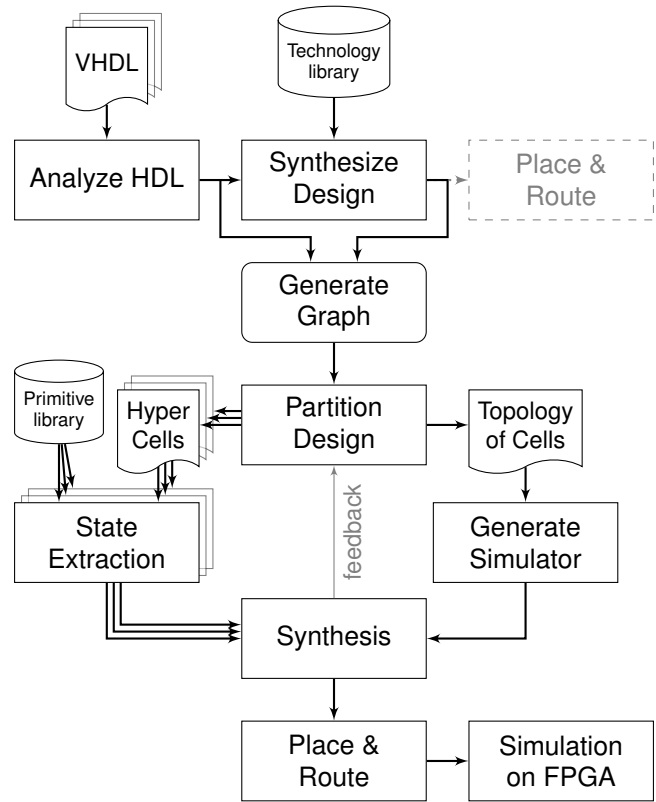 VHDL
Technology
library
Analyze HDL
Synthesize
Design
Place &
Route
Generate
Graph
Primitive
library
Hyper
Cells
Partition
Design
Topology
of Cells
State
Extraction
feedback
Generate
Simulator
Synthesis
Place &
Route
Simulation
on FPGA